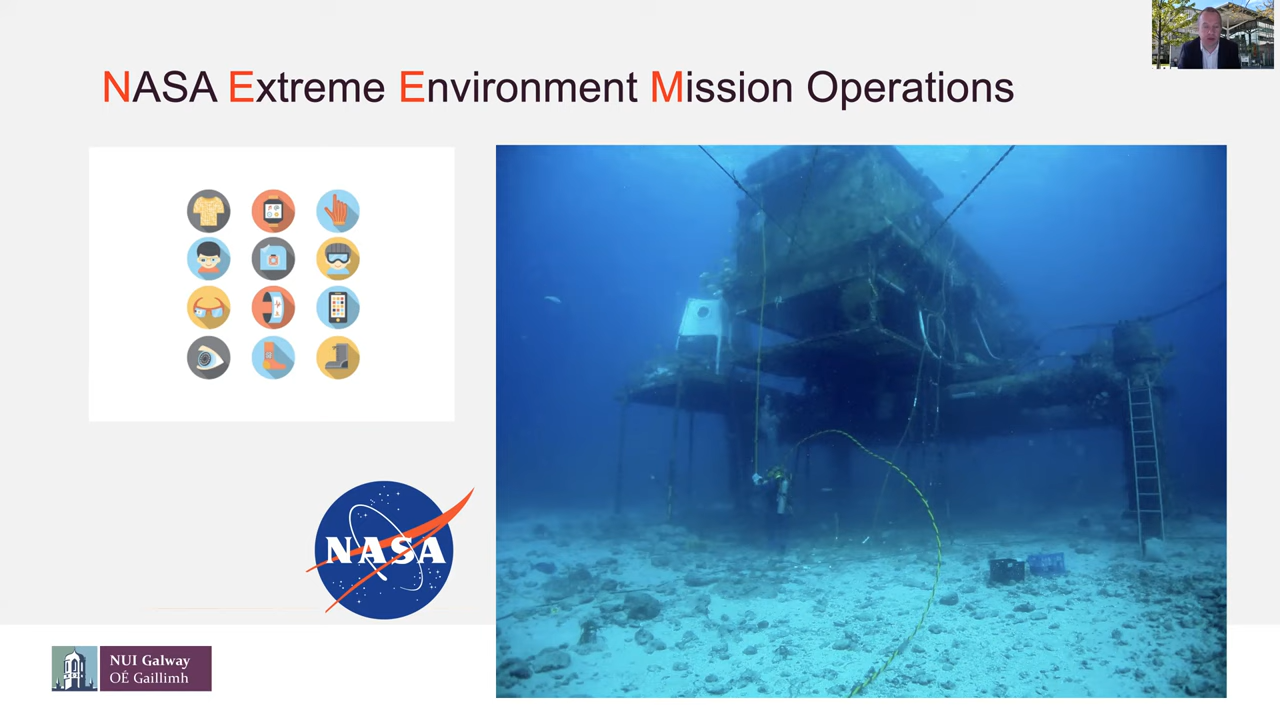 NASA Extreme Environment Mission Operations
NASA
NUI Galway
OÉ Gaillimh